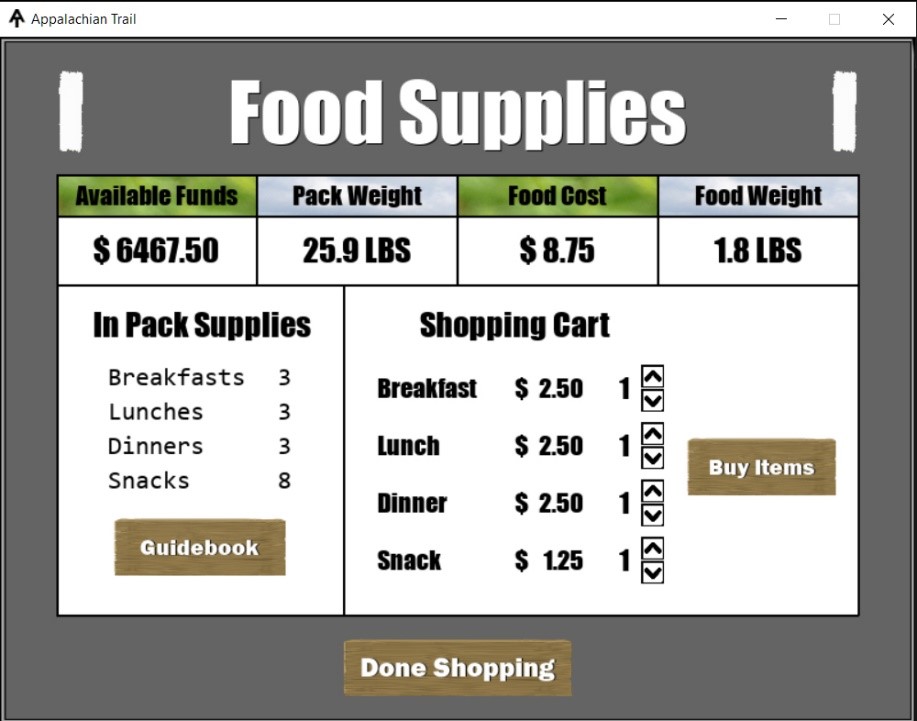 Appalachian Trail
Food Supplies
Available Funds Pack Weight Food Cost Food Weight
$ 6467.50 25.9 LBS $ 8.75 1.8 LBS
In Pack Supplies
Breakfasts 3
Lunches 3
Dinners 3
Snacks 8
Guidebook
Shopping Cart
Breakfast $ 2.50 1
Lunch $ 2.50 1
Dinner $ 2.50 1
Snack $ 1.25 1
Buy Items
Done Shopping